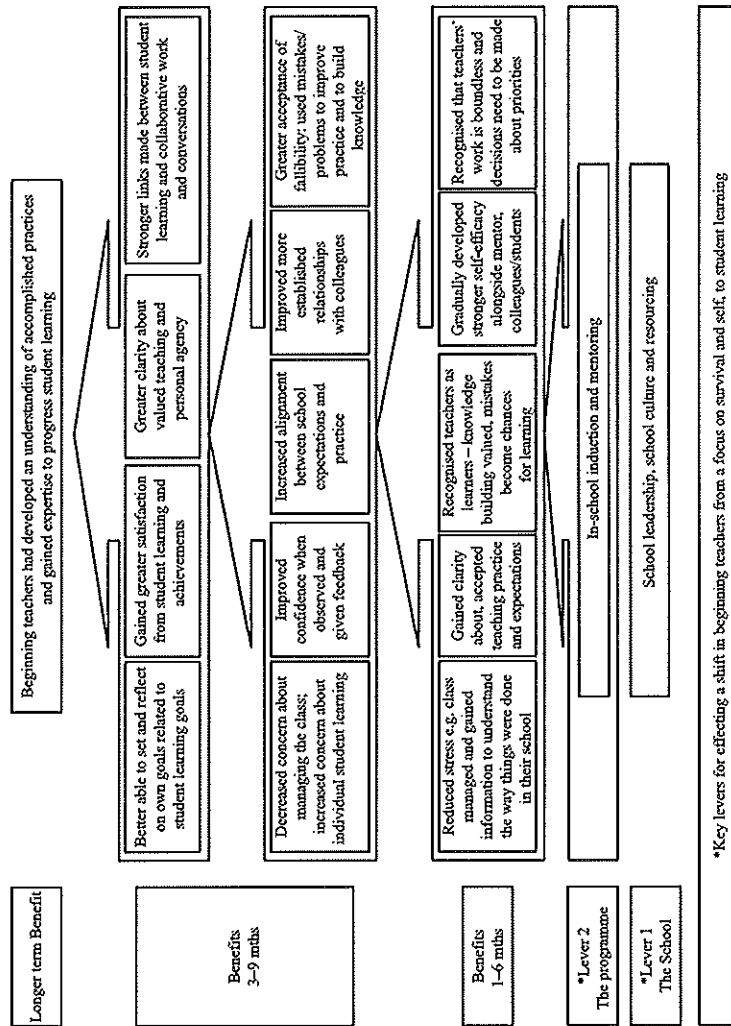 Longer term Benefit
Beginning teachers had developed an understanding of accomplished practices
and gained expertise to progress student learning
Benefits
3–9 mths
Better able to set and reflect
on own goals related to
student learning goals
Gained greater satisfaction
from student learning and
achievements
Greater clarity about
valued teaching and
personal agency
Stronger links made between student
learning and collaborative work
and conversations
Decreased concern about
managing the class;
increased concern about
individual student learning
Improved
confidence when
observed and
given feedback
Increased alignment
between school
expectations and
practice
Improved more
established
relationships
with colleagues
Greater acceptance of
fallibility; used mistakes/
problems to improve
practice and to build
knowledge
Benefits
1–6 mths
Reduced stress e.g. class
managed and gained
information to understand
the way things were done
in their school
Gained clarity
about, accepted
teaching practice
and expectations
Recognised teachers as
learners – knowledge
building valued, mistakes
become chances
for learning
Gradually developed
stronger self-efficacy
alongside mentor,
colleagues/students
Recognised that teachers'
work is boundless and
decisions need to be made
about priorities
*Lever 2
The programme
In-school induction and mentoring
*Lever 1
The School
School leadership, school culture and resourcing
*Key levers for effecting a shift in beginning teachers from a focus on survival and self, to student learning